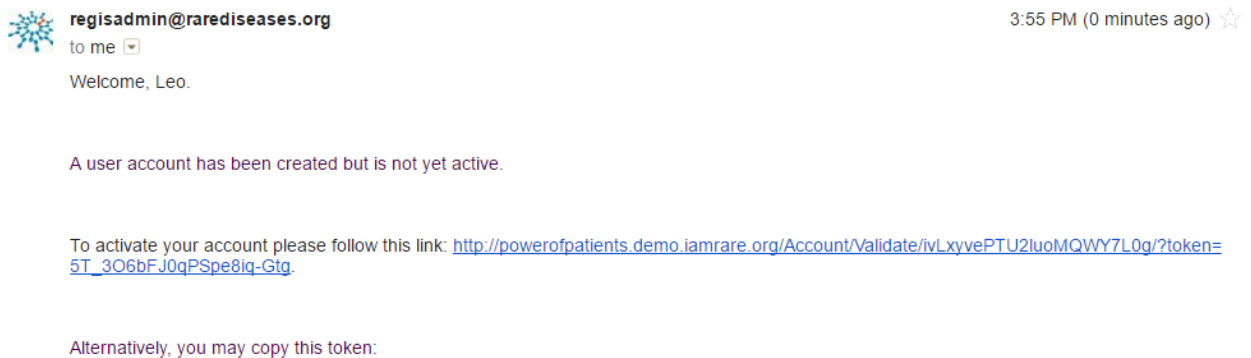 regisadmin@rarediseases.org 3:55 PM (0 minutes ago)
to me
Welcome, Leo.
A user account has been created but is not yet active.
To activate your account please follow this link: http://powerofpatients.demo.iamrare.org/Account/Validate/ivLxyvePTU2luoMQWY7L0g/?token=
5T_3O6bFJ0qPSpe8iq-Gtg.
Alternatively, you may copy this token: